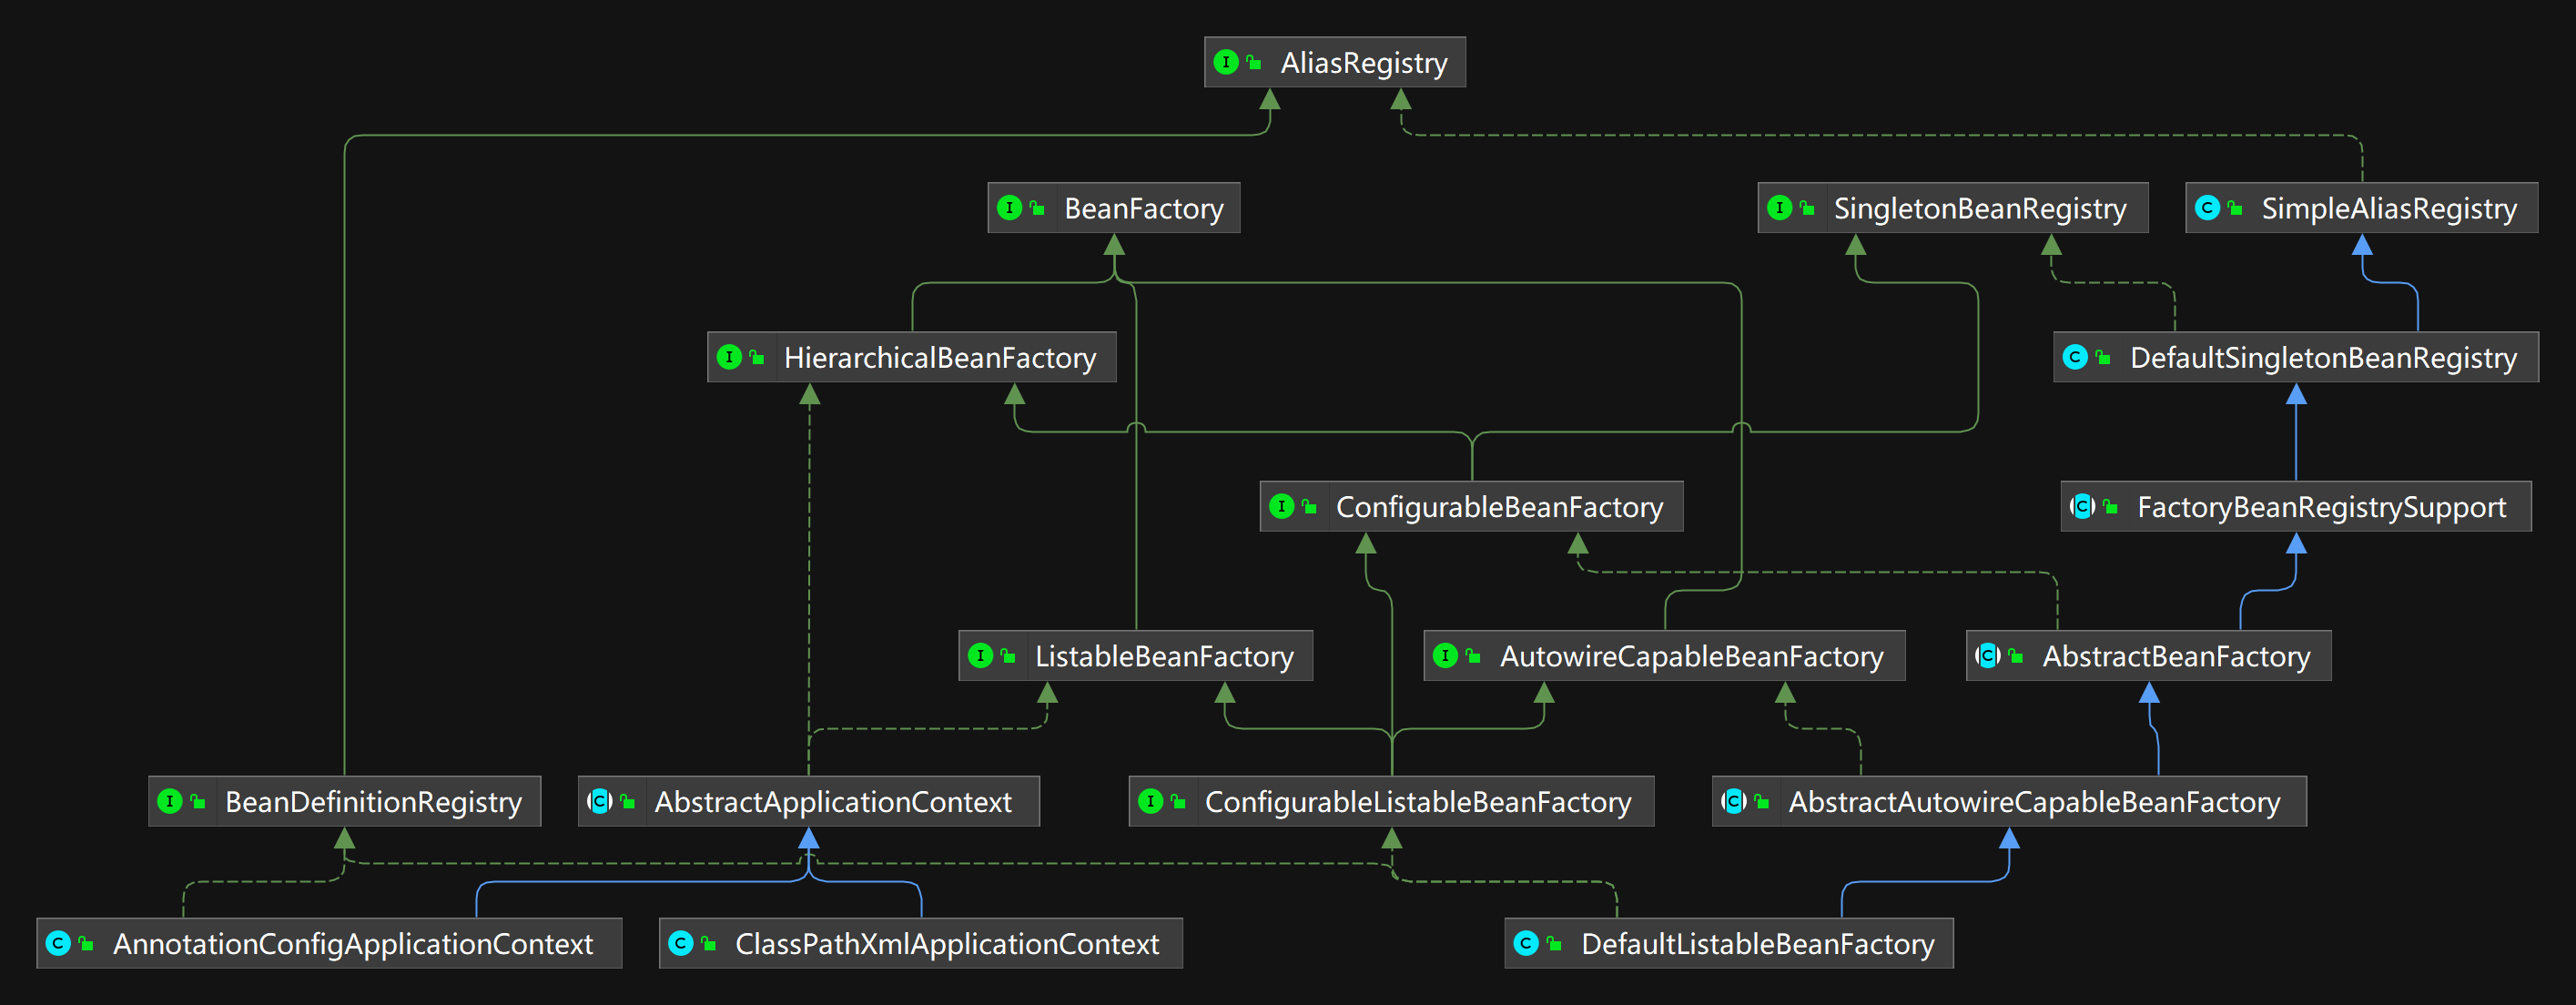 I AliasRegistry
I BeanFactory
I SingletonBeanRegistry
C SimpleAliasRegistry
I HierarchicalBeanFactory
C DefaultSingletonBeanRegistry
I ConfigurableBeanFactory
C FactoryBeanRegistrySupport
I ListableBeanFactory
I AutowireCapableBeanFactory
C AbstractBeanFactory
I BeanDefinitionRegistry
C AbstractApplicationContext
I ConfigurableListableBeanFactory
C AbstractAutowireCapableBeanFactory
C AnnotationConfigApplicationContext
C ClassPathXmlApplicationContext
C DefaultListableBeanFactory